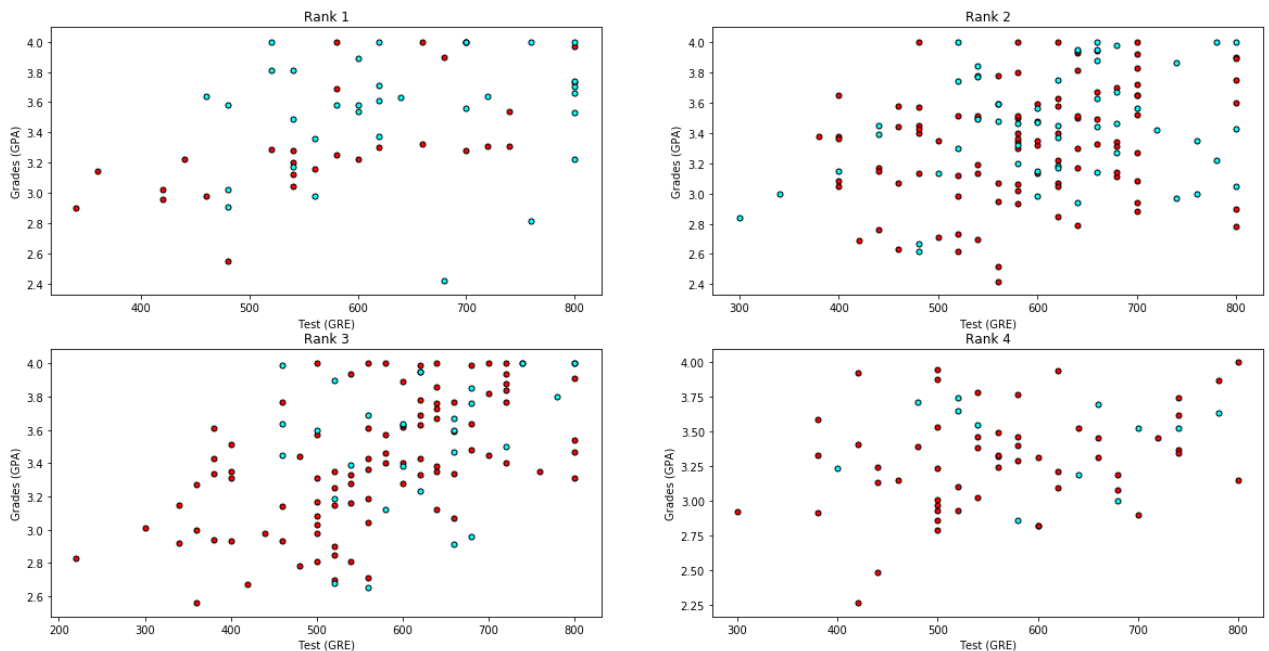 Rank 1
4.0
3.8
3.6
3.4
3.2
3.0
2.8
2.6
2.4
Grades (GPA)
400 500 600 700 800
Test (GRE)
Rank 2
4.0
3.8
3.6
3.4
3.2
3.0
2.8
2.6
2.4
Grades (GPA)
300 400 500 600 700 800
Test (GRE)
Rank 3
4.0
3.8
3.6
3.4
3.2
3.0
2.8
2.6
Grades (GPA)
200 300 400 500 600 700 800
Test (GRE)
Rank 4
4.00
3.75
3.50
3.25
3.00
2.75
2.50
2.25
Grades (GPA)
300 400 500 600 700 800
Test (GRE)